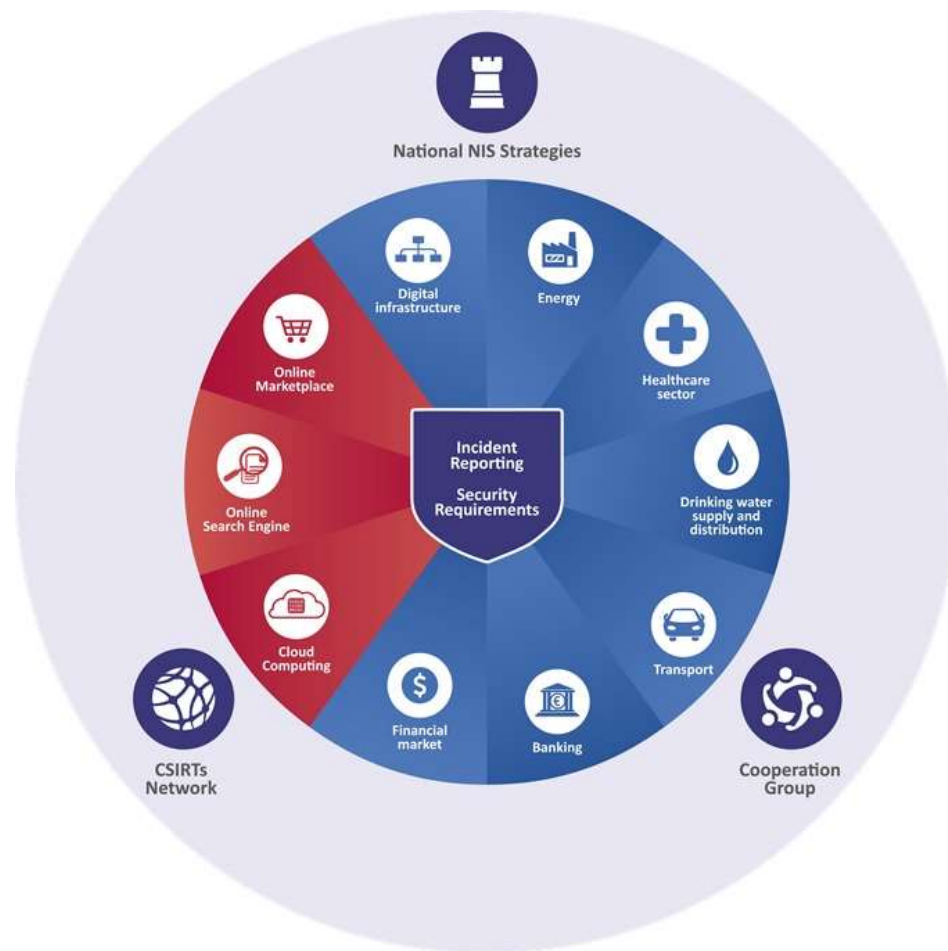 National NIS Strategies
Digital
infrastructure
Energy
Online
Marketplace
Healthcare
sector
Incident
Reporting
Security
Requirements
Online
Search Engine
Drinking water
supply and
distribution
Cloud
Computing
Transport
$
Financial
market
€
Banking
CSIRTs
Network
Cooperation
Group